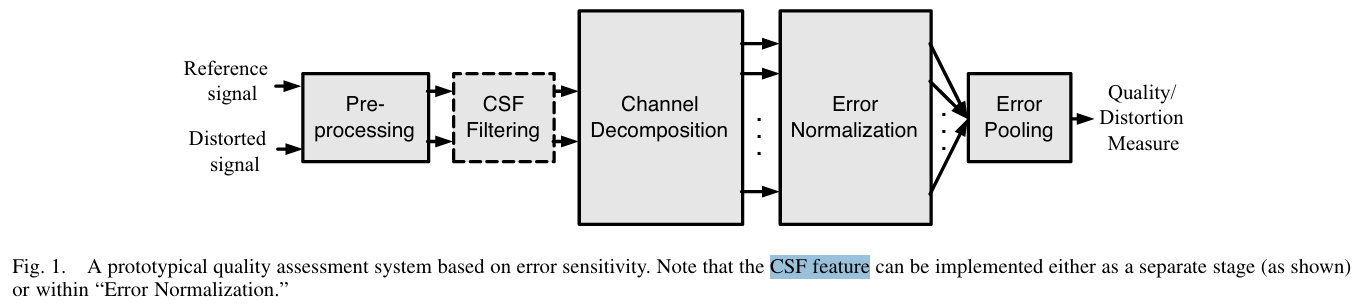 Reference
signal
Distorted
signal
Pre-
processing
CSF
Filtering
Channel
Decomposition
Error
Normalization
Error
Pooling
Quality/
Distortion
Measure
Fig. 1. A prototypical quality assessment system based on error sensitivity. Note that the CSF feature can be implemented either as a separate stage (as shown)
or within “Error Normalization.”